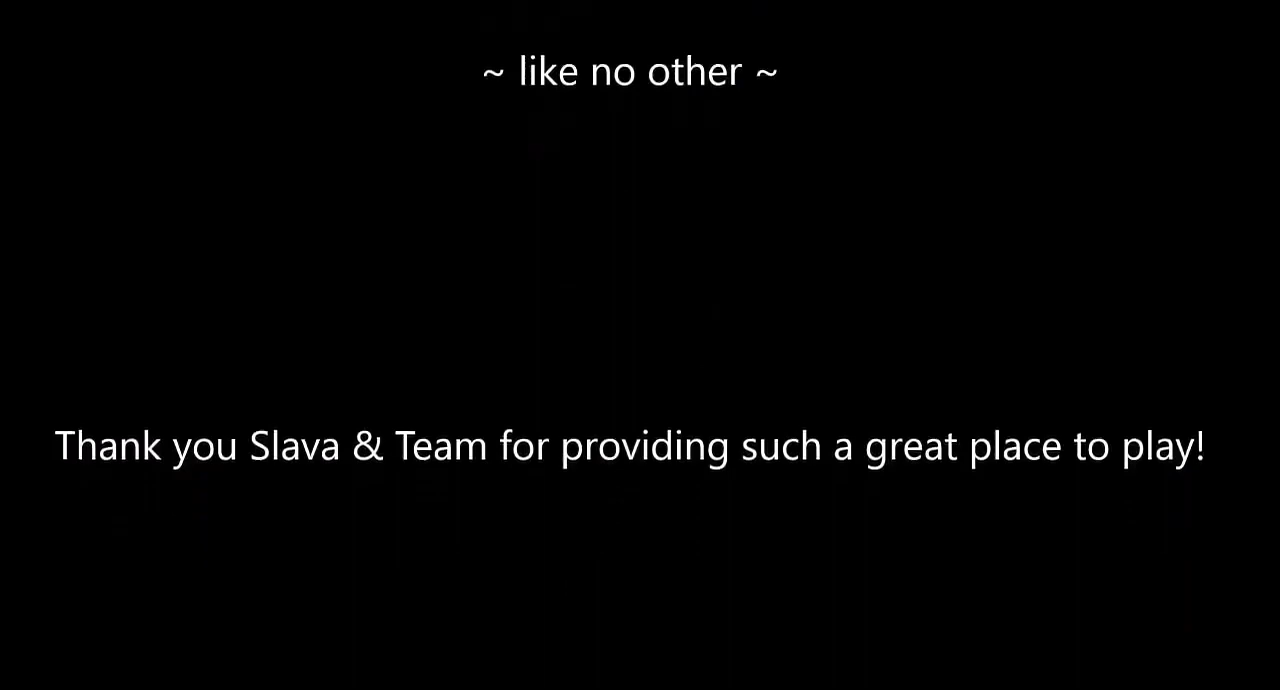 ~ like no other ~
Thank you Slava & Team for providing such a great place to play!